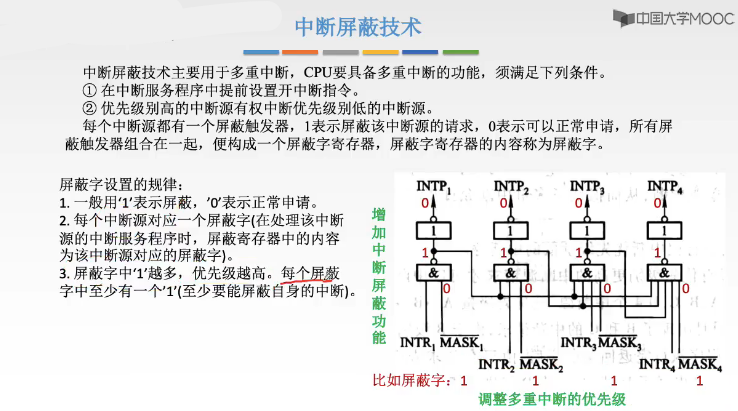 中断屏蔽技术
中国大学MOOC
中断屏蔽技术主要用于多重中断，CPU要具备多重中断的功能，须满足下列条件。
① 在中断服务程序中提前设置开中断指令。
② 优先级别高的中断源有权中断优先级别低的中断源。
每个中断源都有一个屏蔽触发器，1表示屏蔽该中断源的请求，0表示可以正常申请，所有屏
蔽触发器组合在一起，便构成一个屏蔽字寄存器，屏蔽字寄存器的内容称为屏蔽字。
屏蔽字设置的规律：
1. 一般用‘1’表示屏蔽，’0’表示正常申请。
2. 每个中断源对应一个屏蔽字(在处理该中断
源的中断服务程序时，屏蔽寄存器中的内容
为该中断源对应的屏蔽字)。
3. 屏蔽字中‘1’越多，优先级越高。每个屏蔽
字中至少有一个’1’(至少要能屏蔽自身的中断)。
增加中断屏蔽功能
INTP₁ INTP₂ INTP₃ INTP₄
0 0 0 0
1 1 1 1
1 1 1 1
& & & &
0 0 0 0
INTR₁ MASK₁ INTR₃ MASK₃
INTR₂ MASK₂ INTR₄ MASK₄
比如屏蔽字：1 1 1 1
调整多重中断的优先级